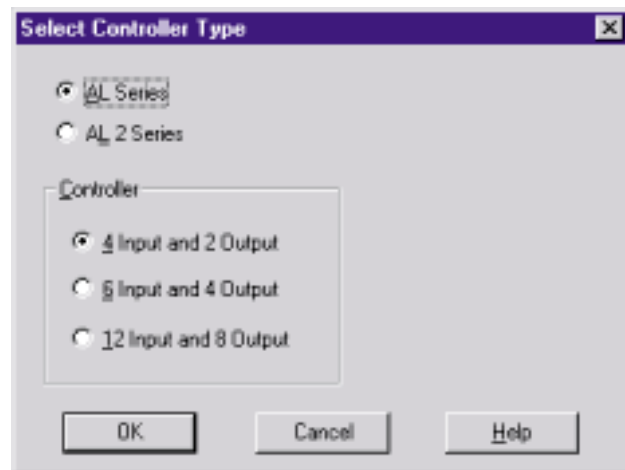 Select Controller Type
AL Series
AL 2 Series
Controller
4 Input and 2 Output
6 Input and 4 Output
12 Input and 8 Output
OK
Cancel
Help